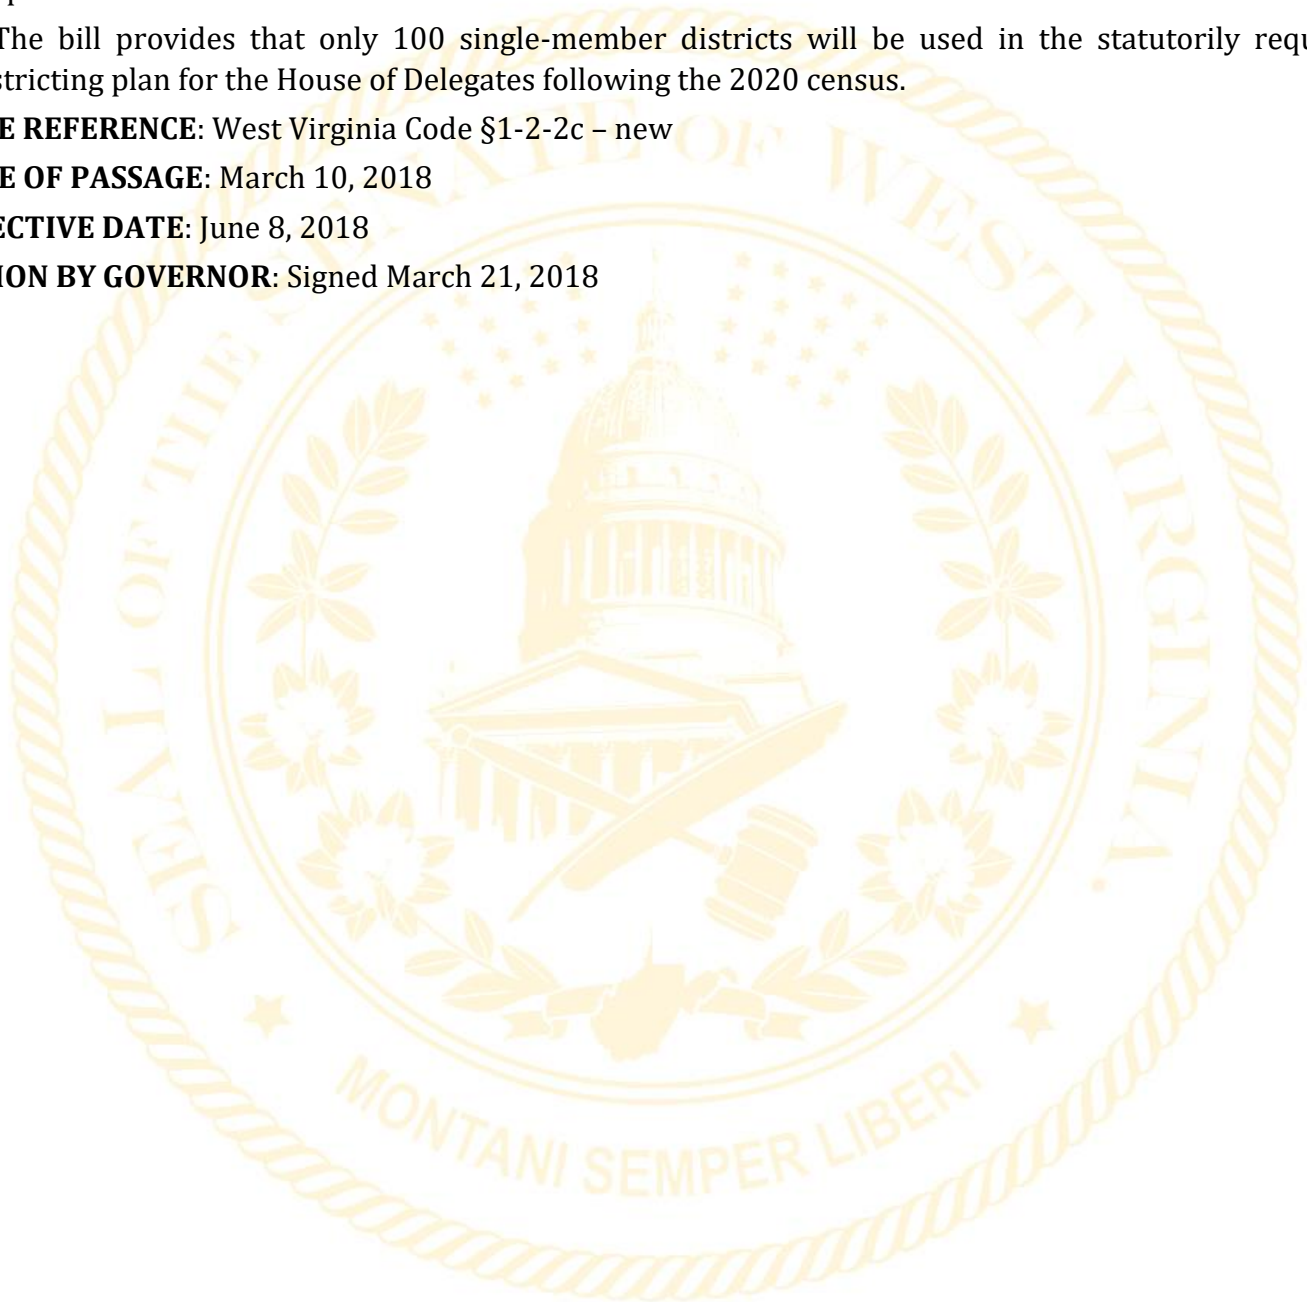 The bill provides that only 100 single-member districts will be used in the statutorily requ
stricting plan for the House of Delegates following the 2020 census.
E REFERENCE: West Virginia Code §1-2-2c – new
E OF PASSAGE: March 10, 2018
ECTIVE DATE: June 8, 2018
ION BY GOVERNOR: Signed March 21, 2018
SEAL OF THE SENATE OF WEST VIRGINIA.
MONTANI SEMPER LIBERI